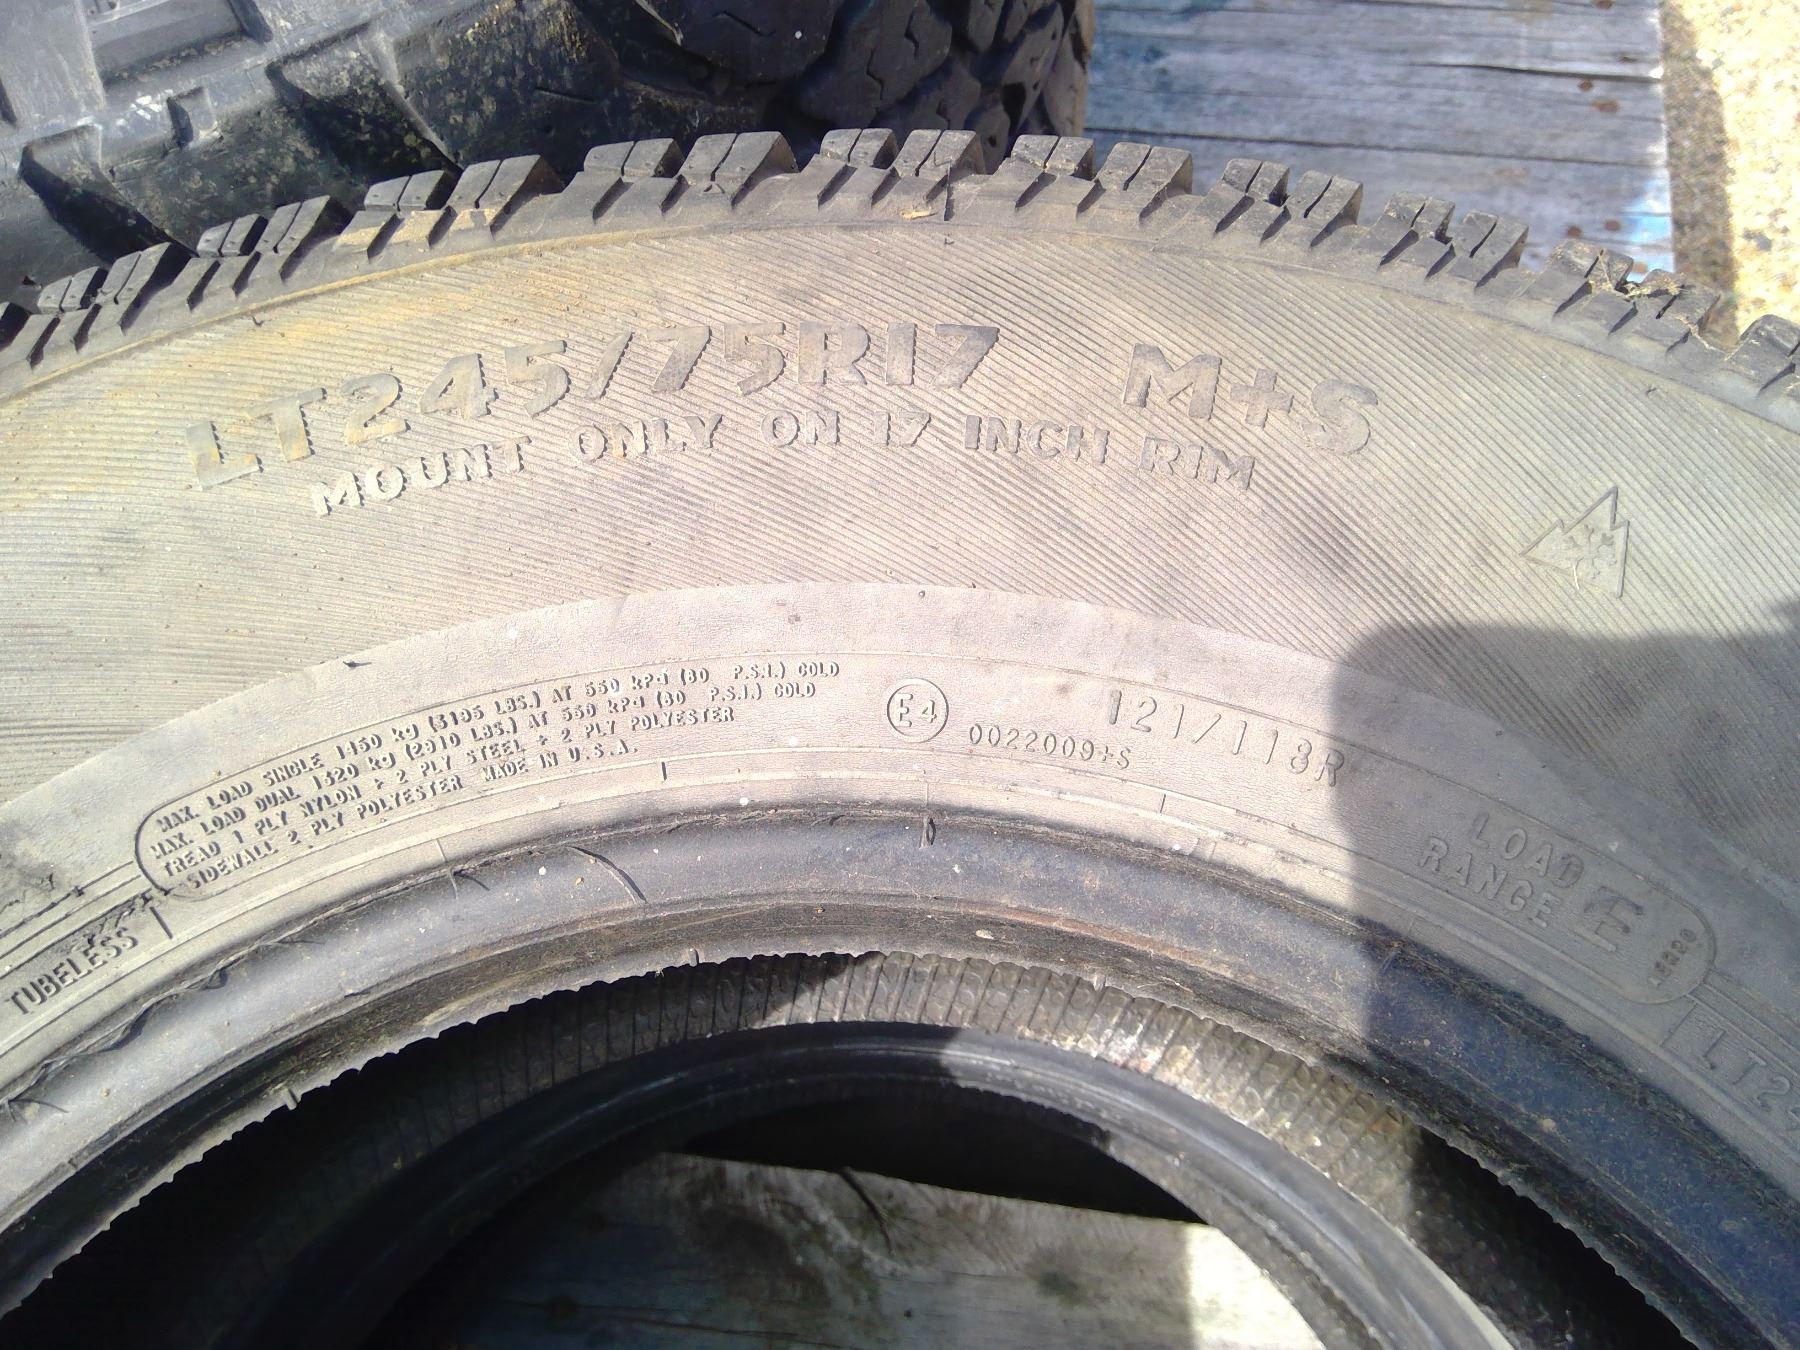 LT245/75R17 M+S
MOUNT ONLY ON 17 INCH RIM
MAX. LOAD SINGLE 1450 kg (3195 LBS.) AT 550 kPa (80 P.S.I.) COLD
MAX. LOAD DUAL 1320 kg (2910 LBS.) AT 550 kPa (80 P.S.I.) COLD
TREAD 1 PLY NYLON + 2 PLY STEEL + 2 PLY POLYESTER
SIDEWALL 2 PLY POLYESTER MADE IN U.S.A.
E4
0022009+S
121/118R
LOAD
RANGE E
TUBELESS